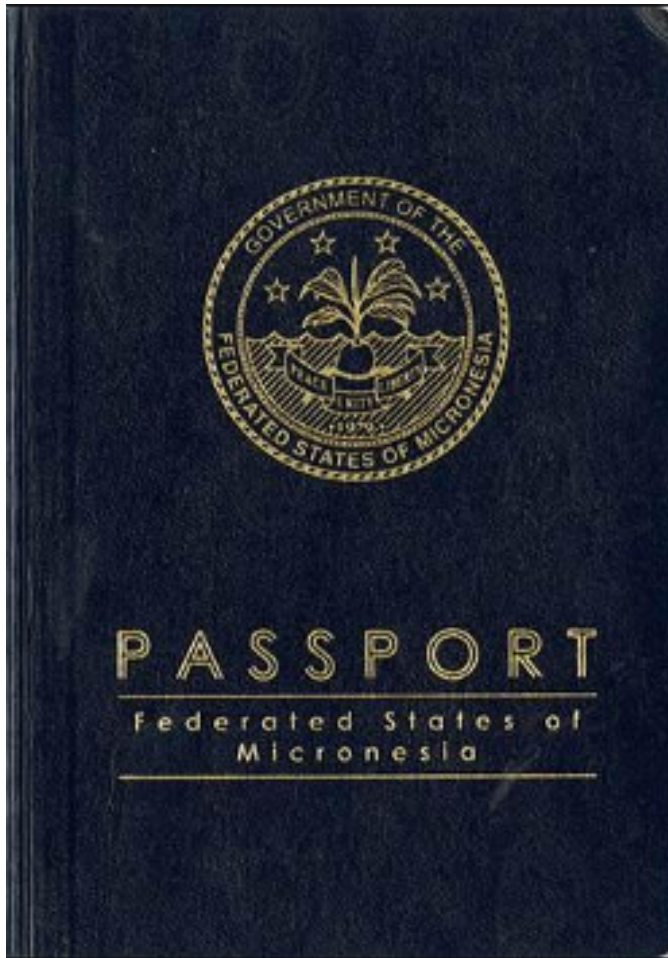 GOVERNMENT OF THE
PEACE UNITY LIBERTY
•1979•
FEDERATED STATES OF MICRONESIA
PASSPORT
Federated States of
Micronesia